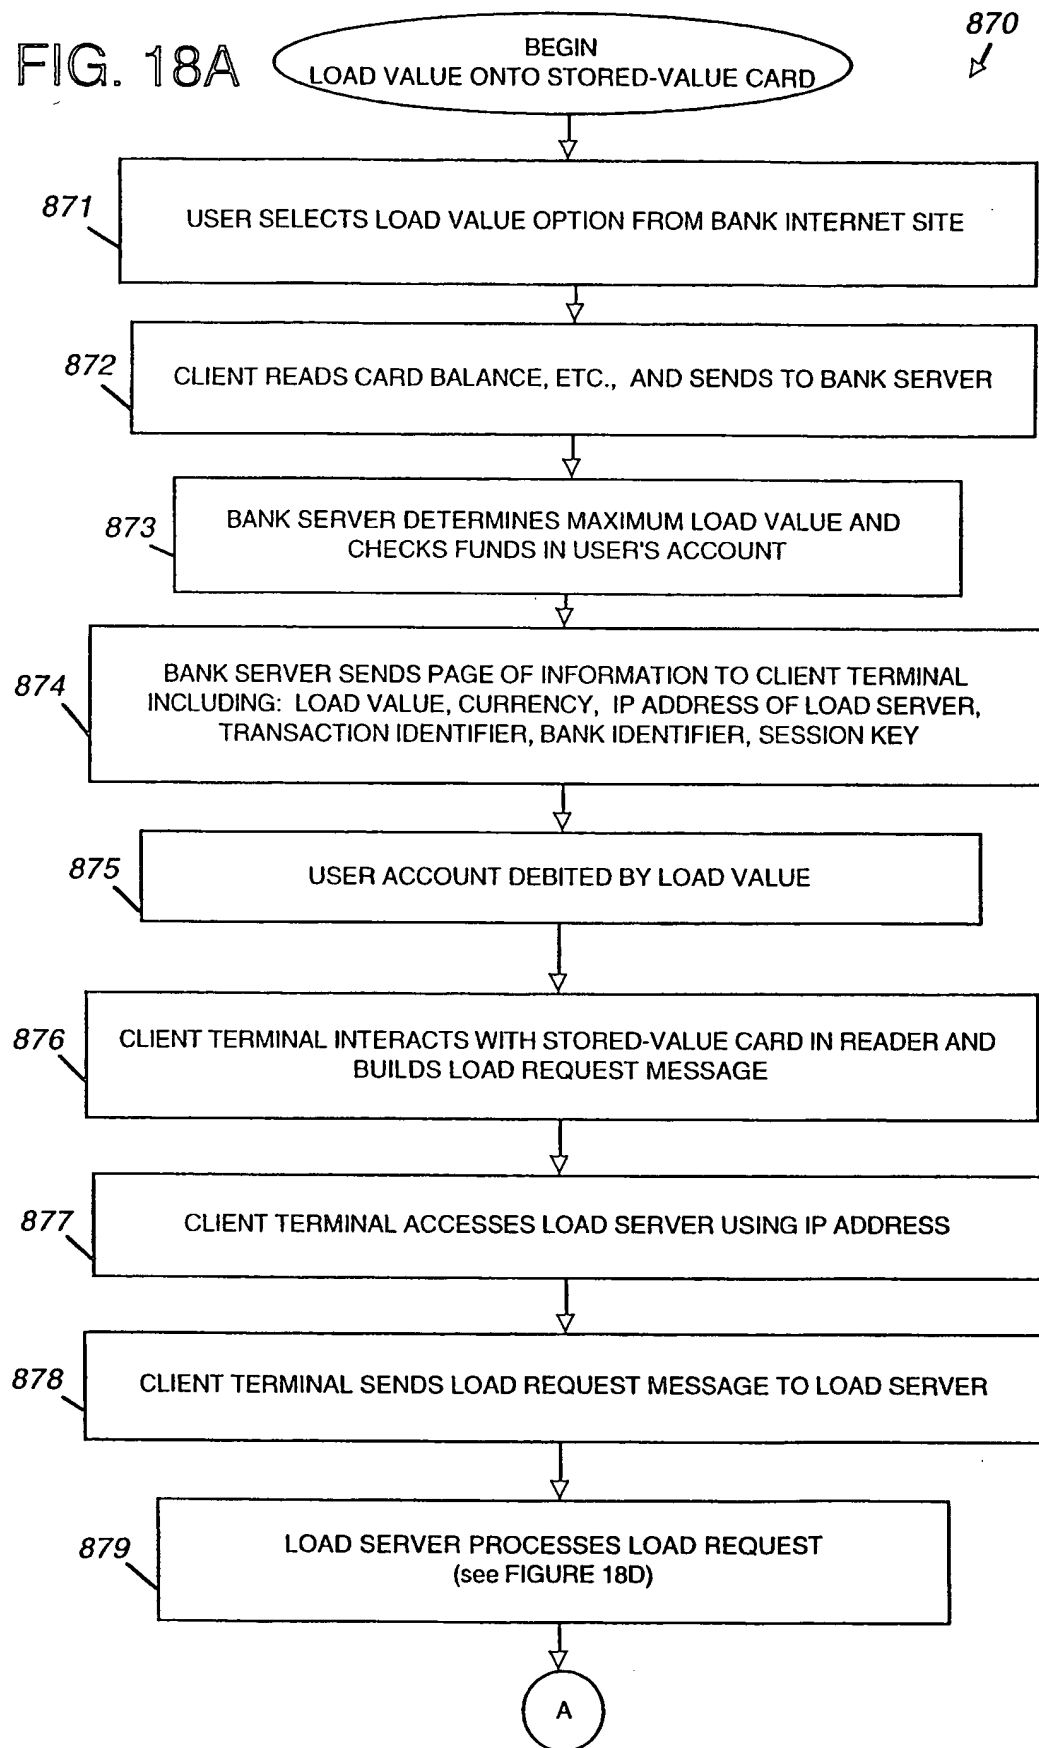 FIG. 18A
870
BEGIN
LOAD VALUE ONTO STORED-VALUE CARD
871
USER SELECTS LOAD VALUE OPTION FROM BANK INTERNET SITE
872
CLIENT READS CARD BALANCE, ETC., AND SENDS TO BANK SERVER
873
BANK SERVER DETERMINES MAXIMUM LOAD VALUE AND
CHECKS FUNDS IN USER'S ACCOUNT
874
BANK SERVER SENDS PAGE OF INFORMATION TO CLIENT TERMINAL
INCLUDING: LOAD VALUE, CURRENCY, IP ADDRESS OF LOAD SERVER,
TRANSACTION IDENTIFIER, BANK IDENTIFIER, SESSION KEY
875
USER ACCOUNT DEBITED BY LOAD VALUE
876
CLIENT TERMINAL INTERACTS WITH STORED-VALUE CARD IN READER AND
BUILDS LOAD REQUEST MESSAGE
877
CLIENT TERMINAL ACCESSES LOAD SERVER USING IP ADDRESS
878
CLIENT TERMINAL SENDS LOAD REQUEST MESSAGE TO LOAD SERVER
879
LOAD SERVER PROCESSES LOAD REQUEST
(see FIGURE 18D)
A